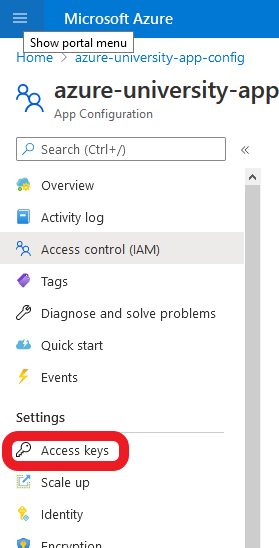 Microsoft Azure
Show portal menu
Home > azure-university-app-config
azure-university-app
App Configuration
Search (Ctrl+/)
«
Overview
Activity log
Access control (IAM)
Tags
Diagnose and solve problems
Quick start
Events
Settings
Access keys
Scale up
Identity
Encryption